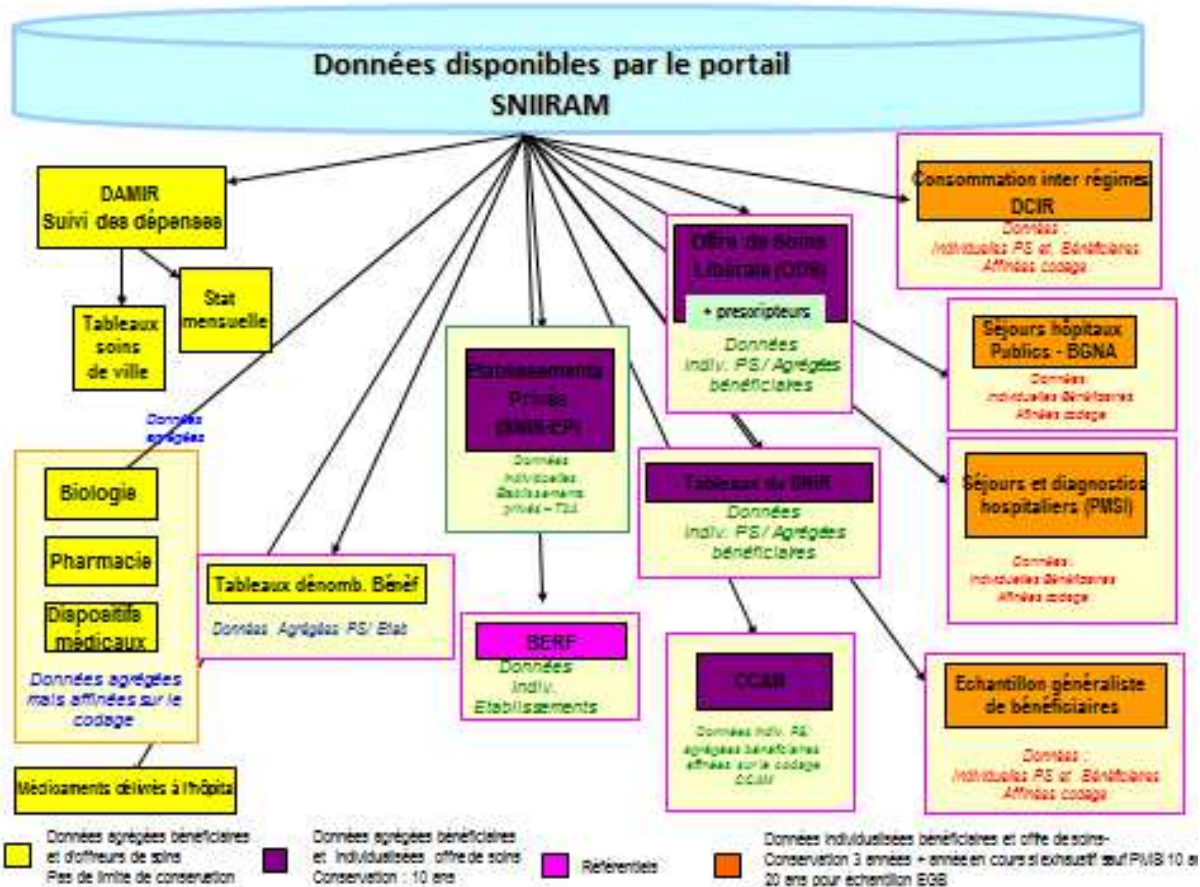 Données disponibles par le portail
SNIIRAM
DAMIR
Suivi des dépenses
Tableaux
soins
de ville
Stat
mensuelle
Données
agrégées
Biologie
Pharmacie
Dispositifs
médicaux
Données agrégées
mais affinées sur le
codage
Médicaments délivrés à l'hôpital
Tableaux dénomb. Bénéf
Données Agrégées PS/ Etab
Etablissements
Privés
(SNIR-EP)
Données
Individuelles
Etablissements
privés – T2A
BERF
Données
Indiv.
Etablissements
Offre de Soins
Libérale (ODS)
+ prescripteurs
Données
Indiv. PS/ Agrégées
bénéficiaires
Tableaux du SNIR
Données
Indiv. PS/ Agrégées
bénéficiaires
CCAM
Données Indiv. PS/
agrégées bénéficiaires
affinées sur le codage
CCAM
Consommation inter régimes
DCIR
Données :
Individuelles PS et Bénéficiaires
Affinées codage
Séjours hôpitaux
Publics - BGNA
Données:
Individuelles Bénéficiaires
Affinées codage
Séjours et diagnostics
hospitaliers (PMSI)
Données:
Individuelles Bénéficiaires
Affinées codage
Echantillon généraliste
de bénéficiaires
Données :
Individuelles PS et Bénéficiaires
Affinées codage
Données agrégées bénéficiaires
et d'offreurs de soins
Pas de limite de conservation
Données agrégées bénéficiaires
et Individualisées offre de soins
Conservation : 10 ans
Référentiels
Données individualisées bénéficiaires et offre de soins-
Conservation 3 années + année en cours si exhaustif sauf PMSI 10 an
20 ans pour échantillon EGB